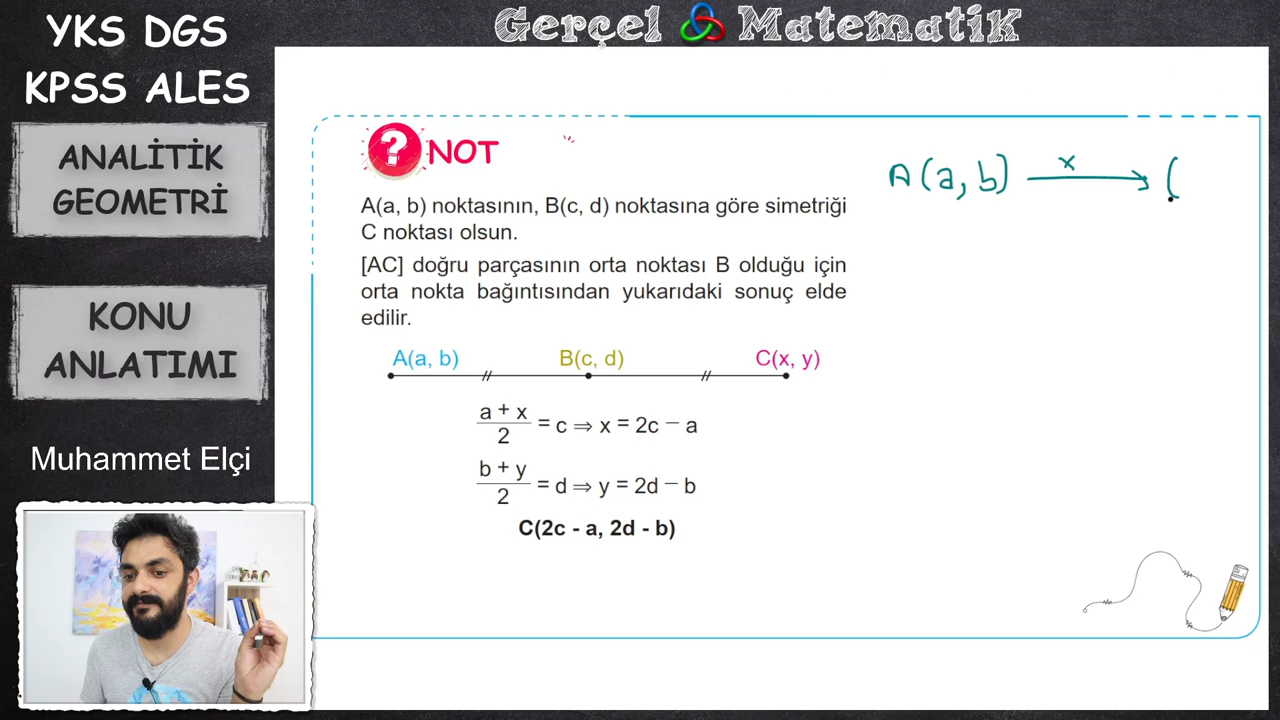 Gerçel Matematik
YKS DGS
KPSS ALES
ANALİTİK
GEOMETRİ
KONU
ANLATIMI
Muhammet Elçi
? NOT
A(a, b) noktasının, B(c, d) noktasına göre simetriği
C noktası olsun.
[AC] doğru parçasının orta noktası B olduğu için
orta nokta bağıntısından yukarıdaki sonuç elde
edilir.
A(a, b) B(c, d) C(x, y)
a + x
2
= c ⇒ x = 2c − a
b + y
2
= d ⇒ y = 2d − b
C(2c - a, 2d - b)
x
A(a, b) ⟶ (